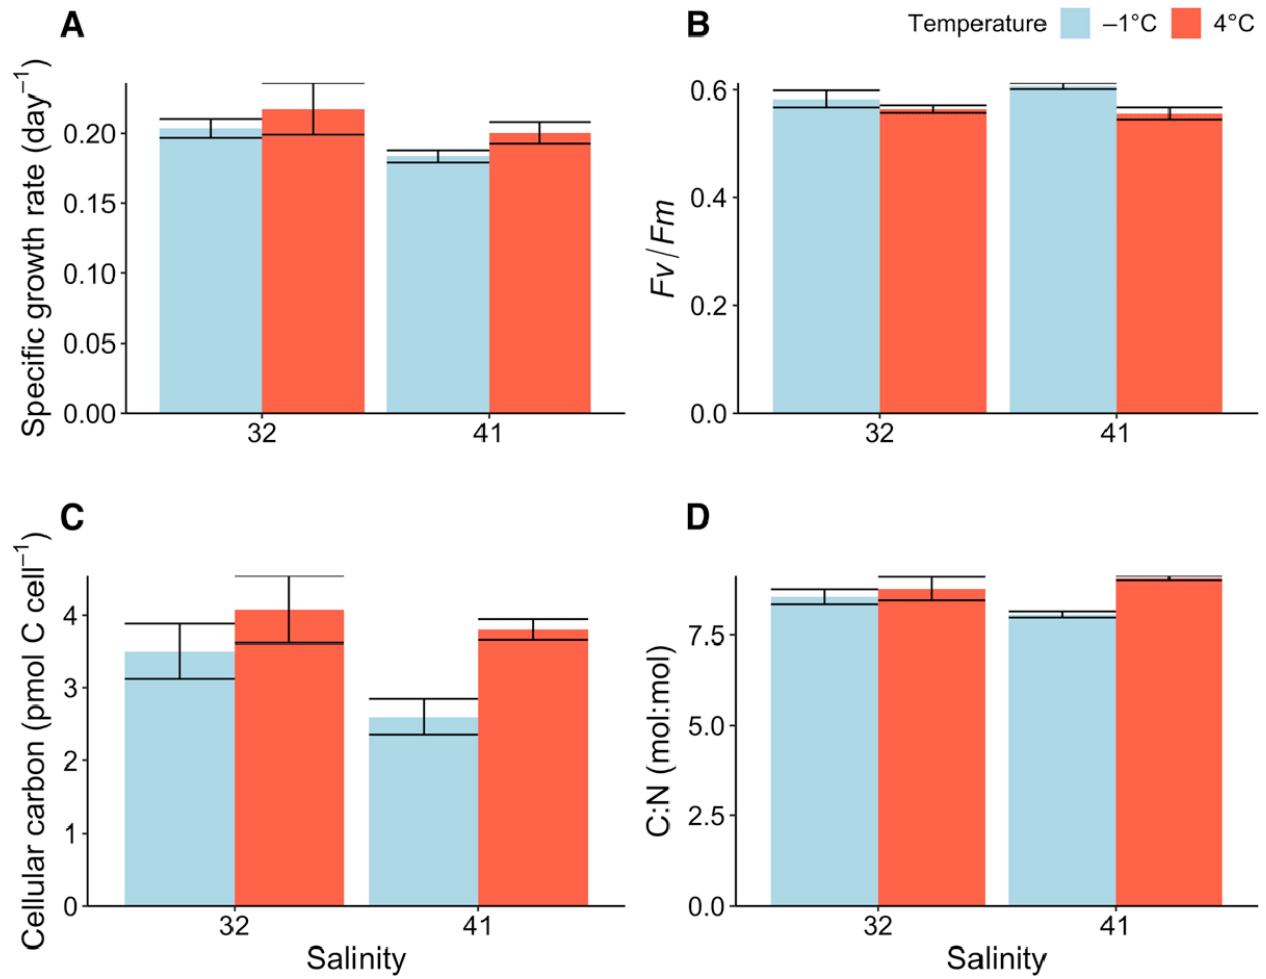 A
Specific growth rate (day–1)
0.20
0.15
0.10
0.05
0.00
32
41
B
Temperature –1°C 4°C
Fv/Fm
0.6
0.4
0.2
0.0
32
41
C
Cellular carbon (pmol C cell–1)
4
3
2
1
0
32
41
Salinity
D
C:N (mol:mol)
7.5
5.0
2.5
0.0
32
41
Salinity